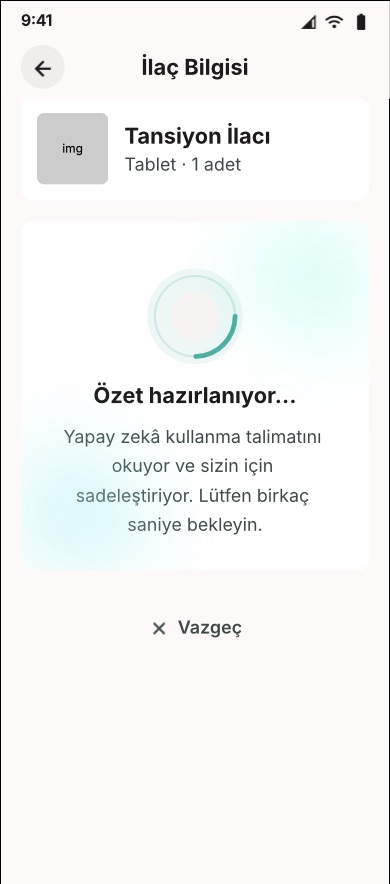 9:41
İlaç Bilgisi
img
Tansiyon İlacı
Tablet · 1 adet
Özet hazırlanıyor...
Yapay zekâ kullanma talimatını
okuyor ve sizin için
sadeleştiriyor. Lütfen birkaç
saniye bekleyin.
Vazgeç